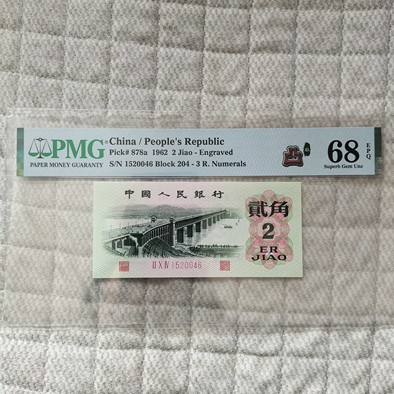 PMG
PAPER MONEY GUARANTY
China / People's Republic
Pick# 878a 1962 2 Jiao - Engraved
S/N 1520046 Block 204 - 3 R. Numerals
68 EPQ
Superb Gem Unc
中國人民銀行
貳角
2
ER
JIAO
II X IV 1520046